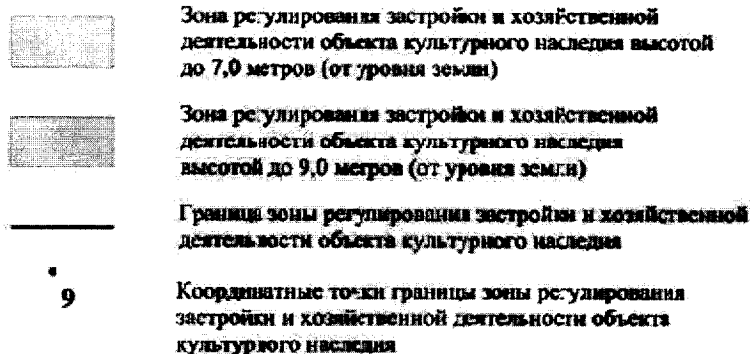 Зона регулирования застройки и хозяйственной
деятельности объекта культурного наследия высотой
до 7,0 метров (от уровня земли)
Зона регулирования застройки и хозяйственной
деятельности объекта культурного наследия
высотой до 9,0 метров (от уровня земли)
Граница зоны регулирования застройки и хозяйственной
деятельности объекта культурного наследия
9
Координатные точки границы зоны регулирования
застройки и хозяйственной деятельности объекта
культурного наследия